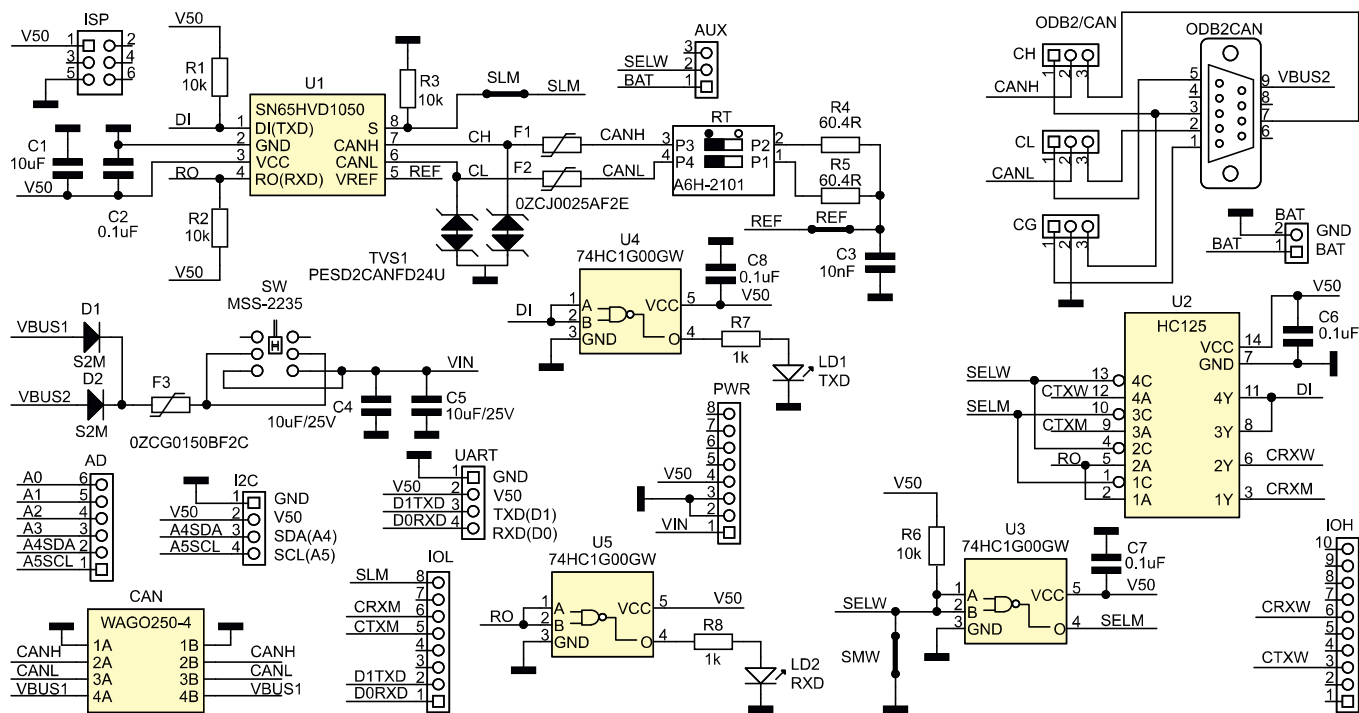 ISP
V50
1 2
3 4
5 6
V50
R1
10k
DI
U1
SN65HVD1050
1 DI(TXD) S 8
2 GND CANH 7
3 VCC CANL 6
4 RO(RXD) VREF 5
C1
10uF
V50
C2
0.1uF
RO
R2
10k
V50
R3
10k
SLM
SLM
CH
CL
REF
F1
F2
0ZCJ0025AF2E
CANH
CANL
TVS1
PESD2CANFD24U
AUX
3
SELW 2
BAT 1
RT
3 P3 P2 2
4 P4 P1 1
A6H-2101
R4
60.4R
R5
60.4R
REF
REF
C3
10nF
ODB2/CAN
CH
1 2 3
CANH
CL
1 2 3
CANL
CG
1 2 3
ODB2CAN
5
4
3
2
1
9 VBUS2
8
7
6
BAT
2 GND
BAT 1 BAT
U4
74HC1G00GW
DI
1 A VCC 5
2 B
3 GND O 4
C8
0.1uF
V50
R7
1k
LD1
TXD
VBUS1
D1
S2M
VBUS2
D2
S2M
F3
0ZCG0150BF2C
SW
MSS-2235
H
VIN
C4
10uF/25V
C5
10uF/25V
U2
HC125
VCC 14
GND 7
V50
C6
0.1uF
SELW 13 4C
CTXW 12 4A 4Y 11 DI
SELM 10 3C
CTXM 9 3A 3Y 8
4 2C
RO 5 2A 2Y 6 CRXW
1 1C
2 1A 1Y 3 CRXM
PWR
8
7
6
5
V50 4
3
2
VIN 1
AD
A0 6
A1 5
A2 4
A3 3
A4SDA 2
A5SCL 1
I2C
1 GND
V50 2 V50
A4SDA 3 SDA(A4)
A5SCL 4 SCL(A5)
UART
1 GND
V50 2 V50
D1TXD 3 TXD(D1)
D0RXD 4 RXD(D0)
CAN
WAGO250-4
1A 1B
CANH 2A 2B CANH
CANL 3A 3B CANL
VBUS1 4A 4B VBUS1
IOL
SLM 8
7
CRXM 6
CTXM 5
4
3
D1TXD 2
D0RXD 1
U5
74HC1G00GW
RO
1 A VCC 5 V50
2 B
3 GND O 4
R8
1k
LD2
RXD
V50
R6
10k
SELW
SMW
U3
74HC1G00GW
1 A VCC 5
2 B
3 GND O 4 SELM
C7
0.1uF
V50
IOH
10
9
8
7
CRXW 6
5
4
CTXW 3
2
1